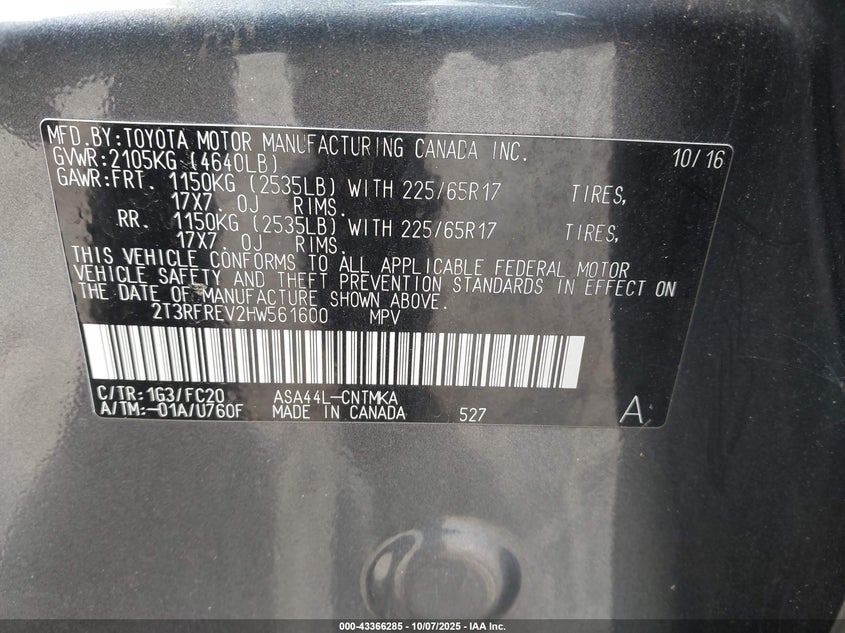 MFD.BY:TOYOTA MOTOR MANUFACTURING CANADA INC. 10/16
GVWR:2105KG (4640LB)
GAWR:FRT. 1150KG (2535LB) WITH 225/65R17 TIRES,
17X7.0J RIMS.
RR. 1150KG (2535LB) WITH 225/65R17 TIRES,
17X7.0J RIMS.
THIS VEHICLE CONFORMS TO ALL APPLICABLE FEDERAL MOTOR
VEHICLE SAFETY AND THEFT PREVENTION STANDARDS IN EFFECT ON
THE DATE OF MANUFACTURE SHOWN ABOVE.
2T3RFREV2HW561600 MPV
C/TR:1G3/FC20 ASA44L-CNTMKA
A/TM:-01A/U760F MADE IN CANADA 527 A
000-43366285 - 10/07/2025 - IAA Inc.